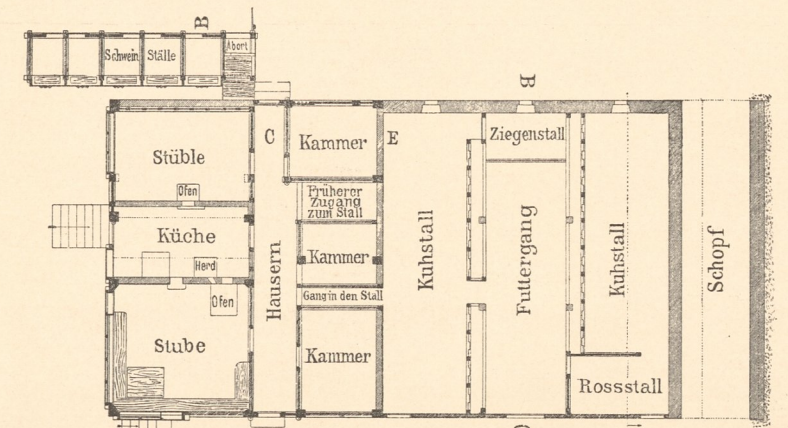 B
Abort
Schwein Ställe
B
C
Kammer
E
Ziegenstall
Stüble
Ofen
Früherer
Zugang
zum Stall
Küche
Herd
Kammer
Ofen
Gang in den Stall
Hausern
Kuhstall
Futtergang
Kuhstall
Schopf
Stube
Kammer
Rossstall